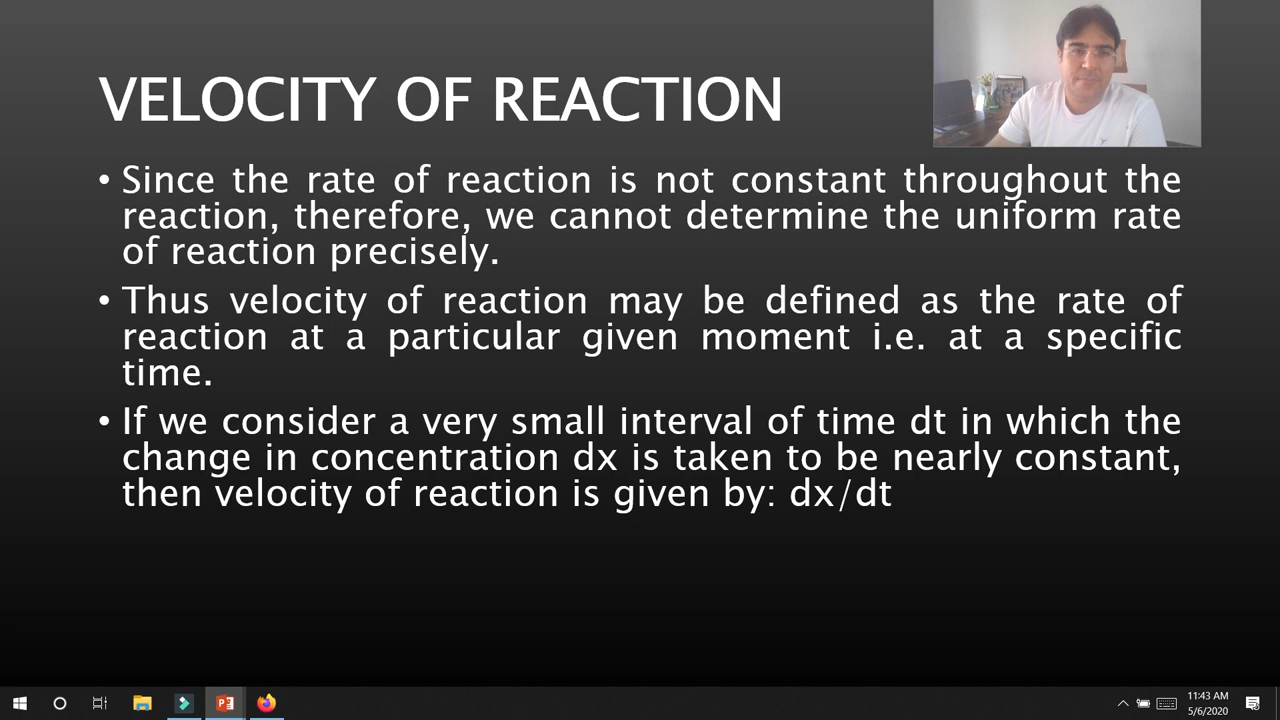 VELOCITY OF REACTION
• Since the rate of reaction is not constant throughout the
reaction, therefore, we cannot determine the uniform rate
of reaction precisely.
• Thus velocity of reaction may be defined as the rate of
reaction at a particular given moment i.e. at a specific
time.
• If we consider a very small interval of time dt in which the
change in concentration dx is taken to be nearly constant,
then velocity of reaction is given by: dx/dt
11:43 AM
5/6/2020